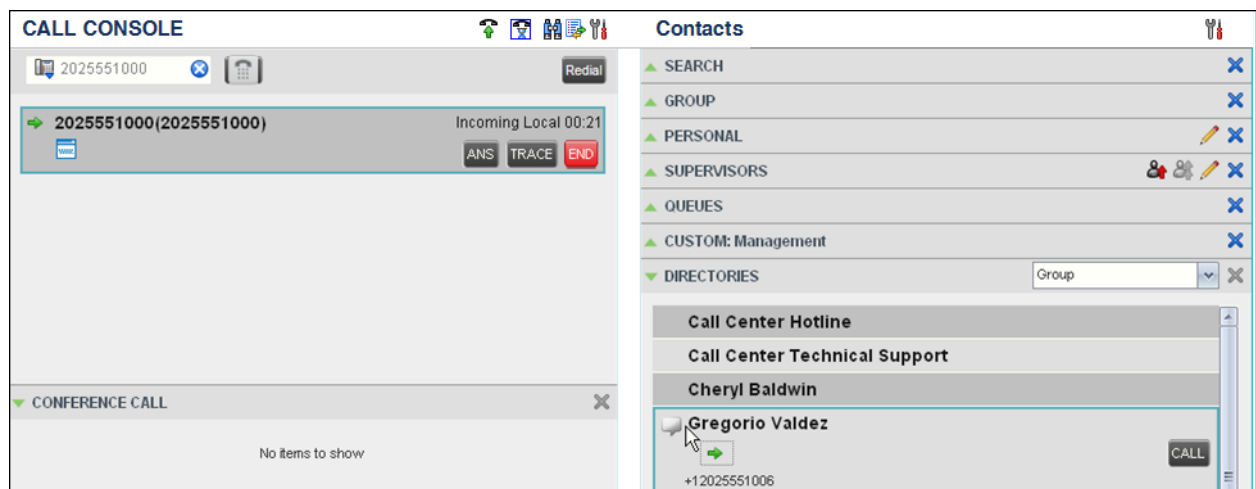 CALL CONSOLE
2025551000
Redial
2025551000(2025551000)
Incoming Local 00:21
www
ANS TRACE END
CONFERENCE CALL
No items to show
Contacts
SEARCH
GROUP
PERSONAL
SUPERVISORS
QUEUES
CUSTOM: Management
DIRECTORIES
Group
Call Center Hotline
Call Center Technical Support
Cheryl Baldwin
Gregorio Valdez
CALL
+12025551006